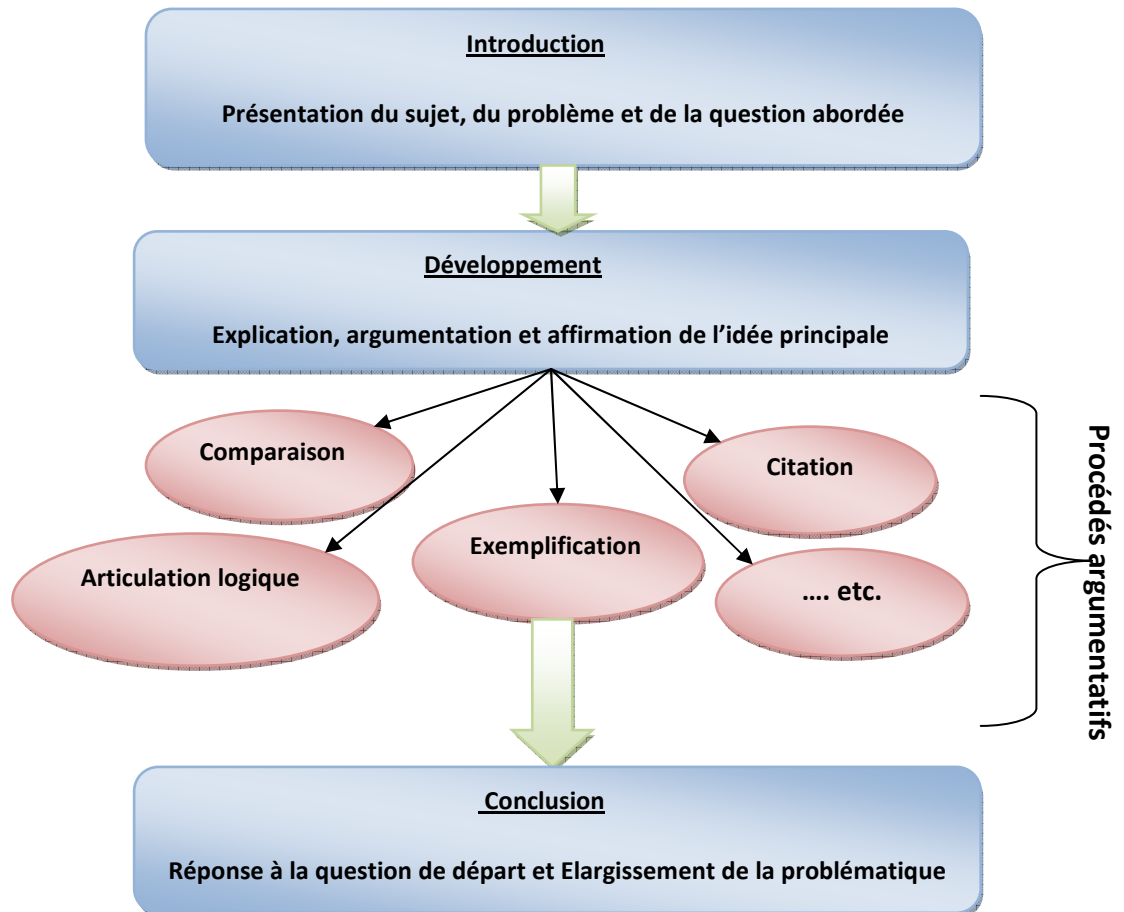 Introduction
Présentation du sujet, du problème et de la question abordée
Développement
Explication, argumentation et affirmation de l’idée principale
Comparaison
Citation
Exemplification
Articulation logique
…. etc.
Procédés argumentatifs
Conclusion
Réponse à la question de départ et Elargissement de la problématique